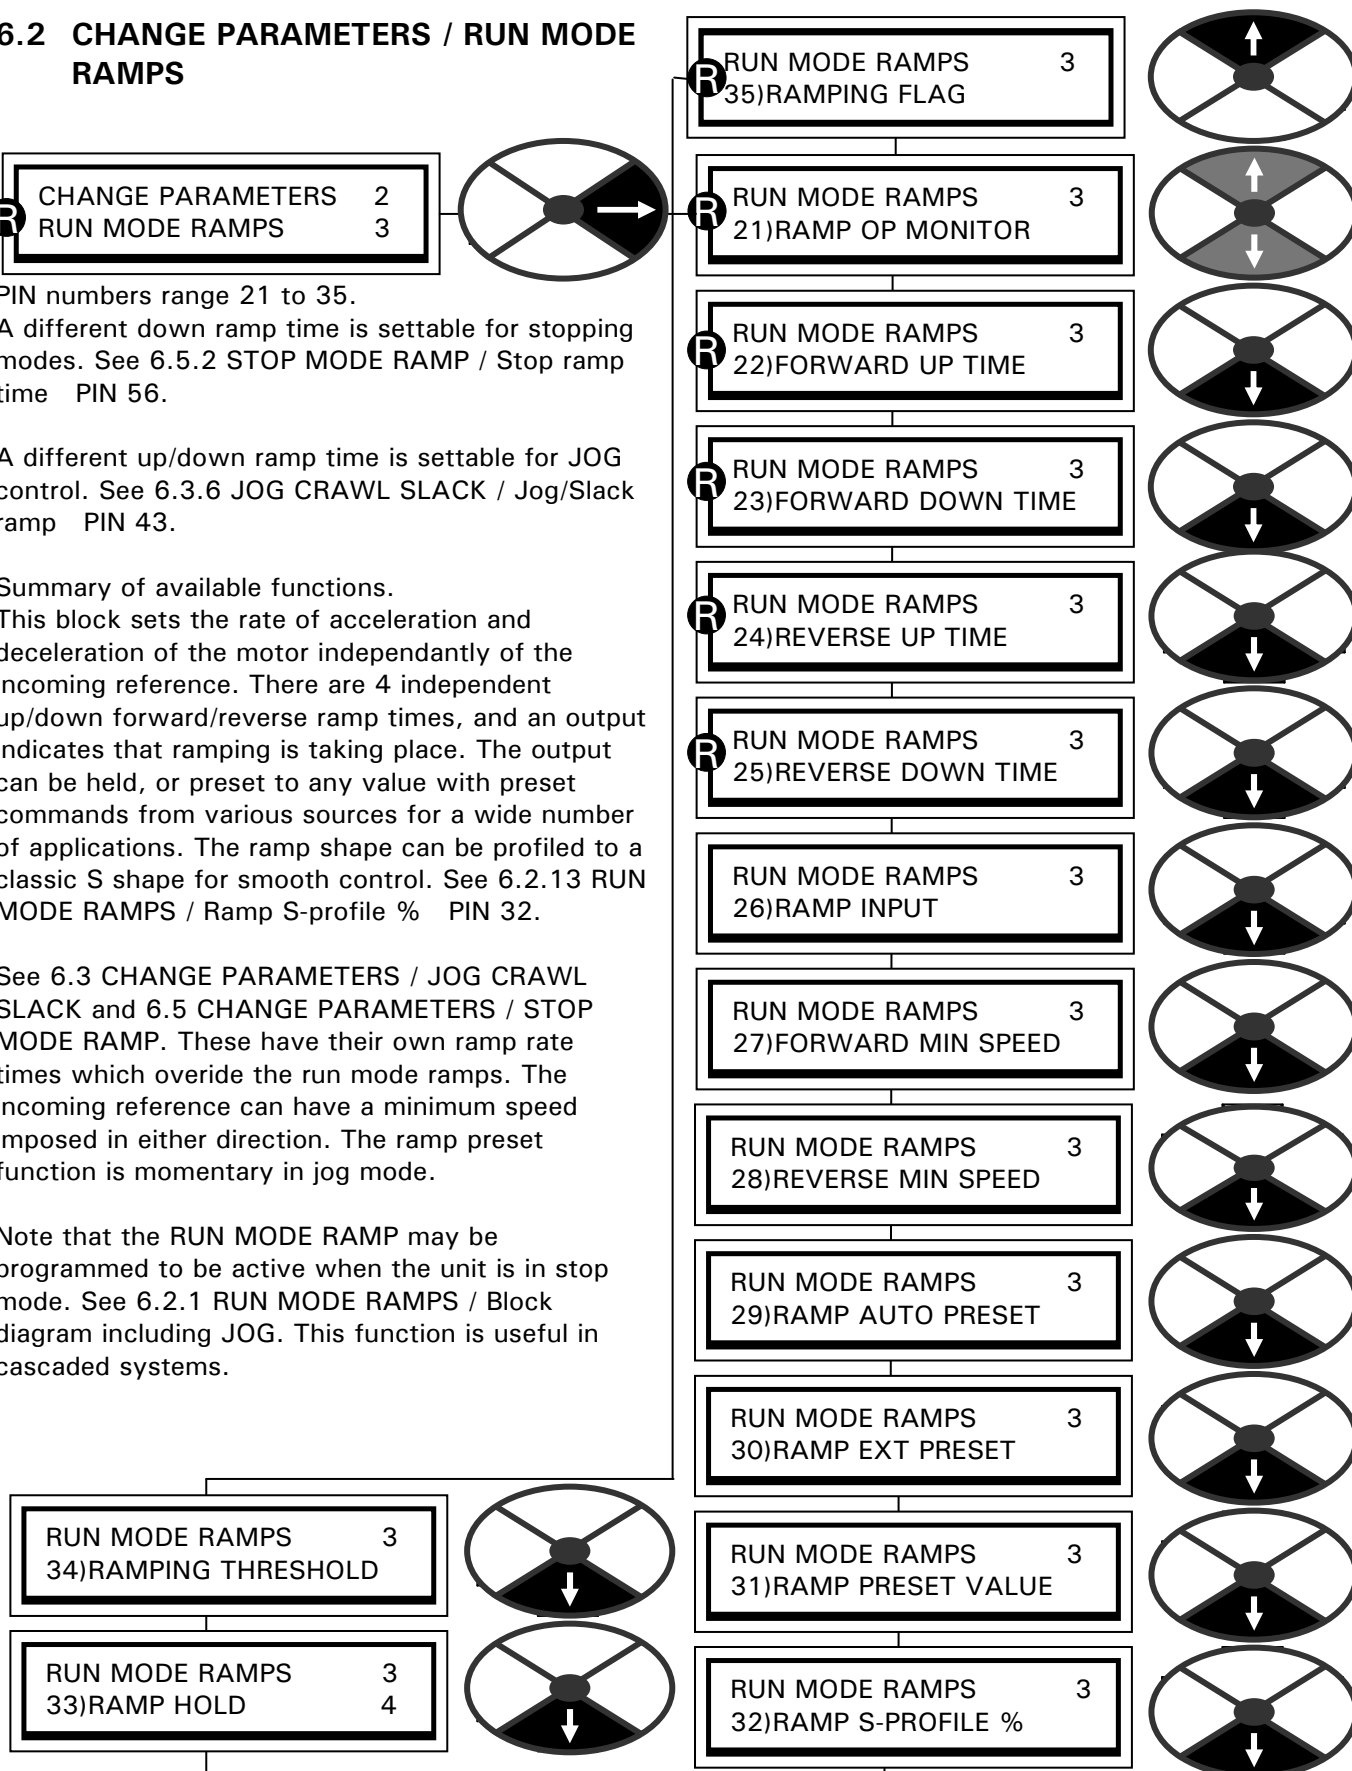 6.2 CHANGE PARAMETERS / RUN MODE
RAMPS
R
CHANGE PARAMETERS 2
RUN MODE RAMPS 3
PIN numbers range 21 to 35.
A different down ramp time is settable for stopping
modes. See 6.5.2 STOP MODE RAMP / Stop ramp
time PIN 56.
A different up/down ramp time is settable for JOG
control. See 6.3.6 JOG CRAWL SLACK / Jog/Slack
ramp PIN 43.
Summary of available functions.
This block sets the rate of acceleration and
deceleration of the motor independantly of the
ncoming reference. There are 4 independent
up/down forward/reverse ramp times, and an output
ndicates that ramping is taking place. The output
can be held, or preset to any value with preset
commands from various sources for a wide number
of applications. The ramp shape can be profiled to a
classic S shape for smooth control. See 6.2.13 RUN
MODE RAMPS / Ramp S-profile % PIN 32.
See 6.3 CHANGE PARAMETERS / JOG CRAWL
SLACK and 6.5 CHANGE PARAMETERS / STOP
MODE RAMP. These have their own ramp rate
times which overide the run mode ramps. The
ncoming reference can have a minimum speed
mposed in either direction. The ramp preset
function is momentary in jog mode.
Note that the RUN MODE RAMP may be
programmed to be active when the unit is in stop
mode. See 6.2.1 RUN MODE RAMPS / Block
diagram including JOG. This function is useful in
cascaded systems.
RUN MODE RAMPS 3
34)RAMPING THRESHOLD
RUN MODE RAMPS 3
33)RAMP HOLD 4
R
RUN MODE RAMPS 3
35)RAMPING FLAG
R
RUN MODE RAMPS 3
21)RAMP OP MONITOR
R
RUN MODE RAMPS 3
22)FORWARD UP TIME
R
RUN MODE RAMPS 3
23)FORWARD DOWN TIME
R
RUN MODE RAMPS 3
24)REVERSE UP TIME
R
RUN MODE RAMPS 3
25)REVERSE DOWN TIME
RUN MODE RAMPS 3
26)RAMP INPUT
RUN MODE RAMPS 3
27)FORWARD MIN SPEED
RUN MODE RAMPS 3
28)REVERSE MIN SPEED
RUN MODE RAMPS 3
29)RAMP AUTO PRESET
RUN MODE RAMPS 3
30)RAMP EXT PRESET
RUN MODE RAMPS 3
31)RAMP PRESET VALUE
RUN MODE RAMPS 3
32)RAMP S-PROFILE %